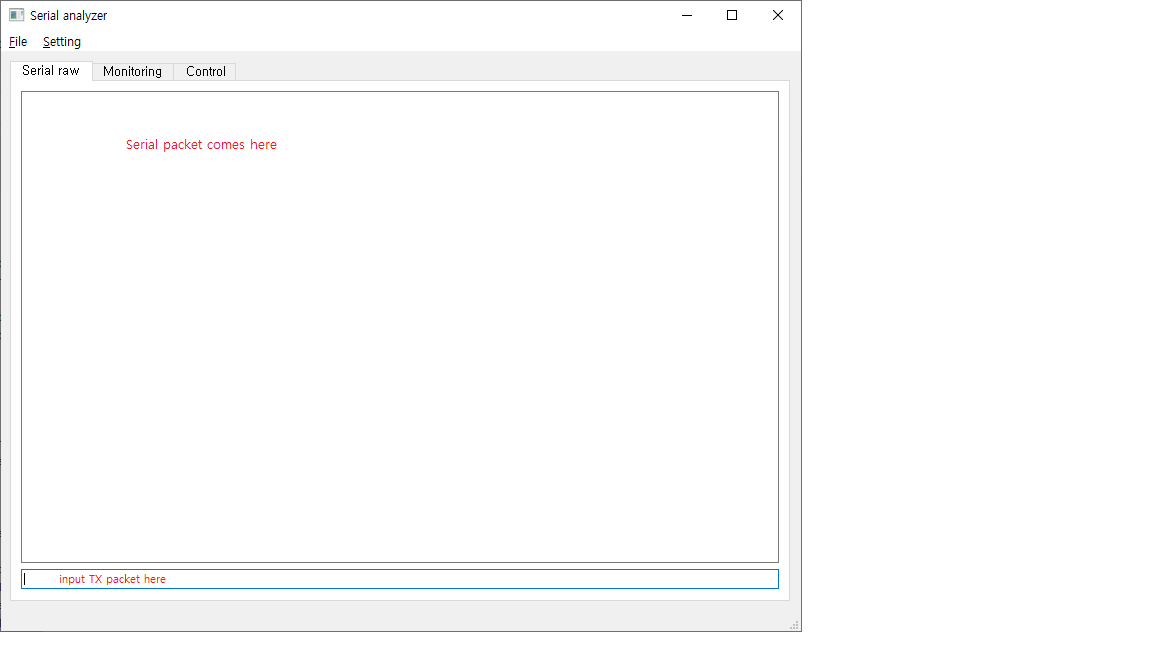 Serial analyzer
File Setting
Serial raw Monitoring Control
Serial packet comes here
input TX packet here